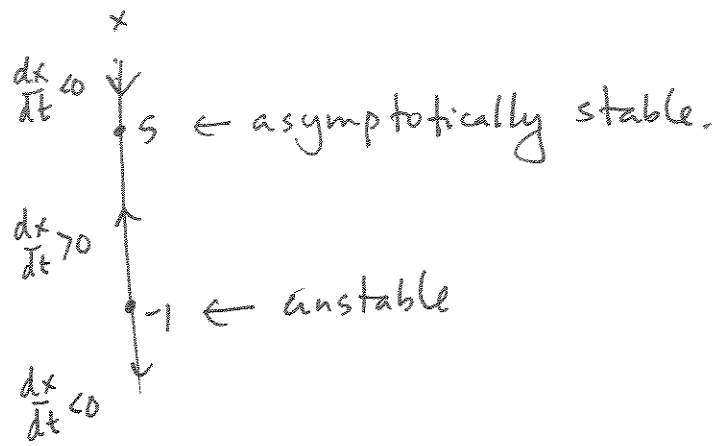 x
dx/dt <0
5 ← asymptotically stable.
dx/dt >0
-1 ← unstable
dx/dt <0